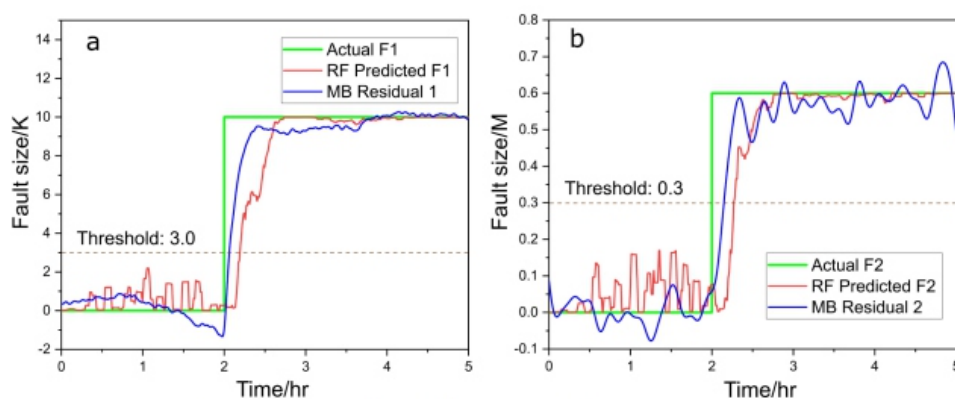 a
14
12
10
8
6
4
2
0
-2
Fault size/K
Actual F1
RF Predicted F1
MB Residual 1
Threshold: 3.0
0 1 2 3 4 5
Time/hr
b
0.8
0.7
0.6
0.5
0.4
0.3
0.2
0.1
0.0
-0.1
Fault size/M
Threshold: 0.3
Actual F2
RF Predicted F2
MB Residual 2
0 1 2 3 4 5
Time/hr